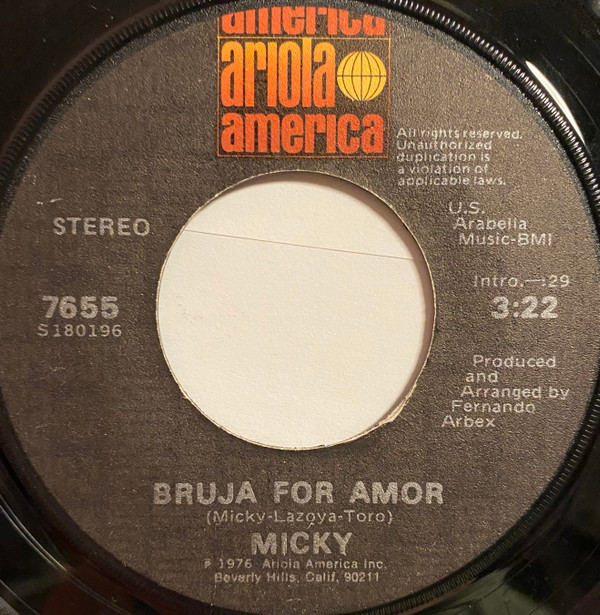 america
ariola
america
All rights reserved.
Unauthorized
duplication is
a violation of
applicable laws.
STEREO
U.S.
Arabella
Music-BMI
Intro.—:29
7655
3:22
S180196
Produced
and
Arranged by
Fernando
Arbex
BRUJA FOR AMOR
(Micky-Lazoya-Toro)
MICKY
℗ 1976 Ariola America Inc.
Beverly Hills, Calif, 90211